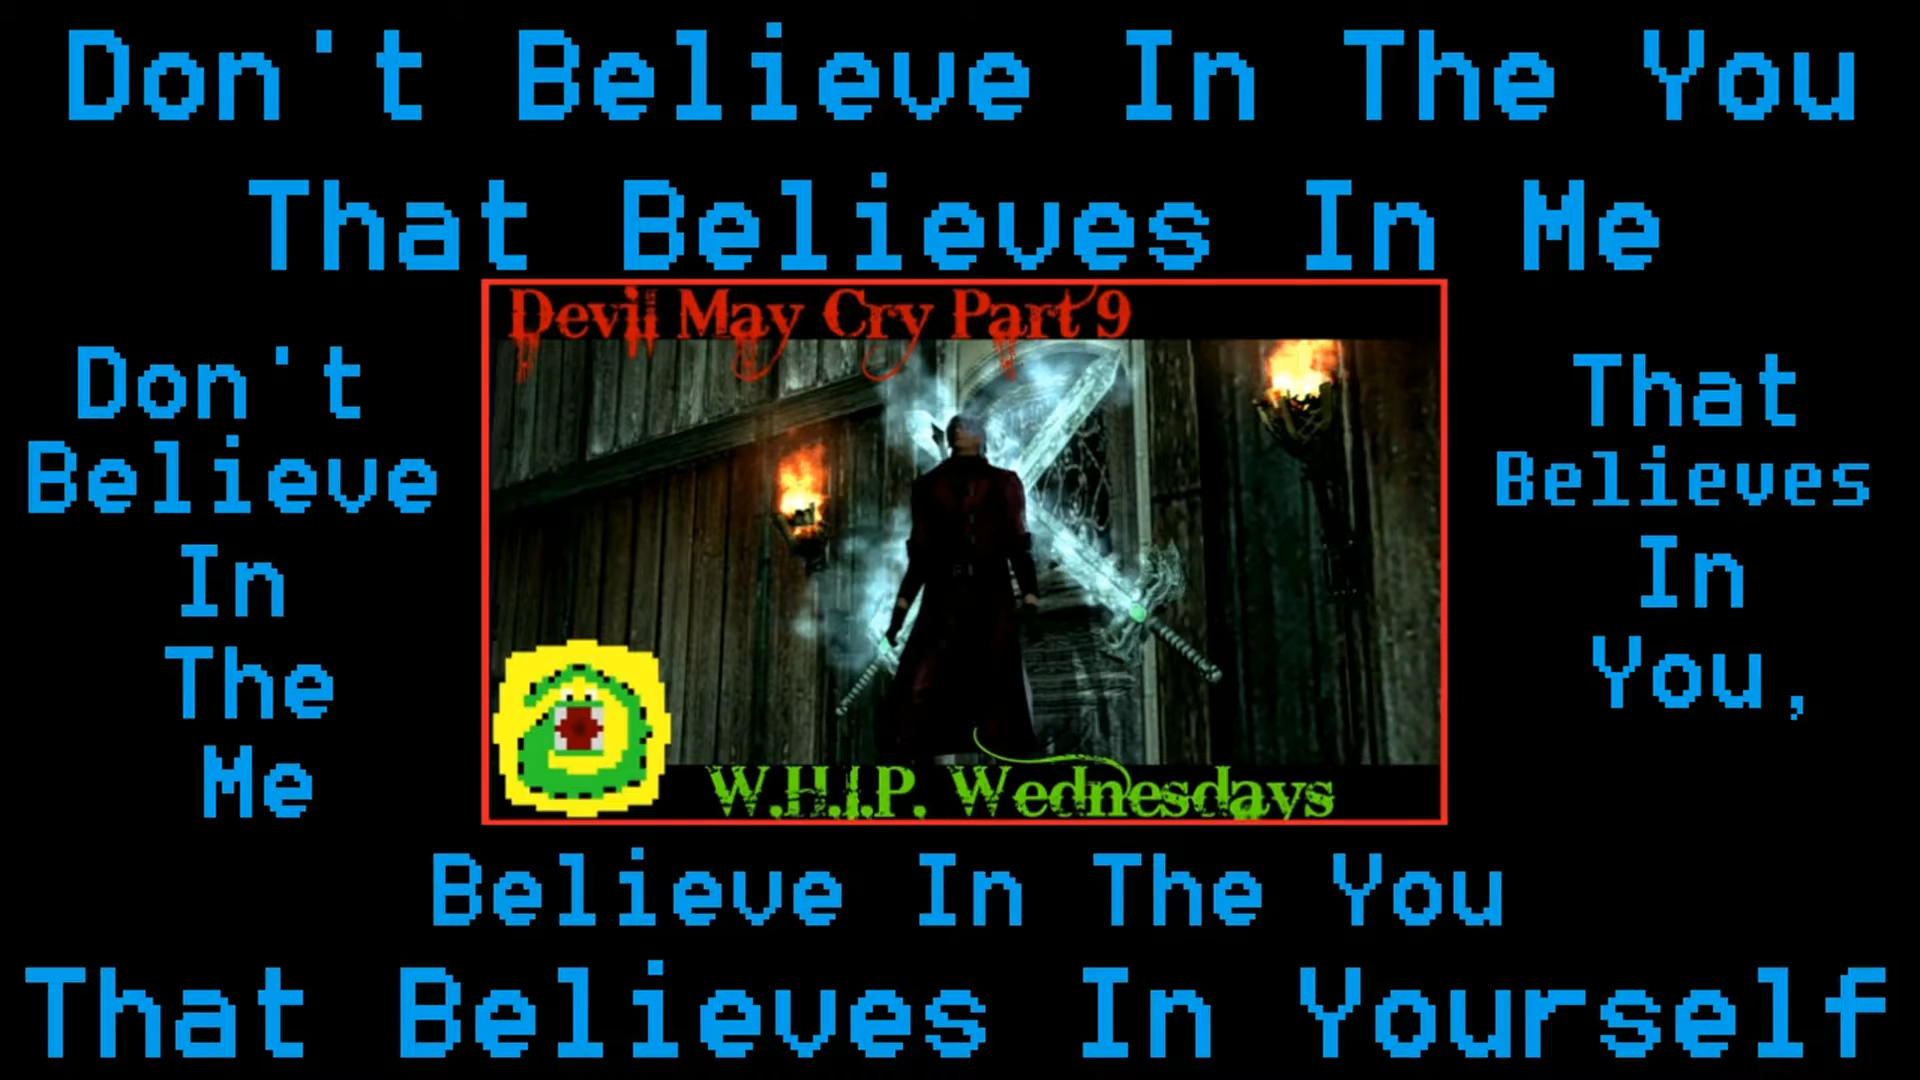 Don't Believe In The You
That Believes In Me
Devil May Cry Part 9
Don't
Believe
In
The
Me
That
Believes
In
You,
W.H.I.P. Wednesdays
Believe In The You
That Believes In Yourself